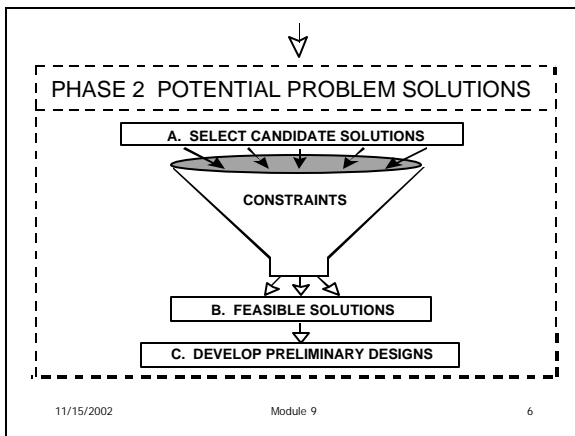 PHASE 2 POTENTIAL PROBLEM SOLUTIONS
A. SELECT CANDIDATE SOLUTIONS
CONSTRAINTS
B. FEASIBLE SOLUTIONS
C. DEVELOP PRELIMINARY DESIGNS
11/15/2002 Module 9 6